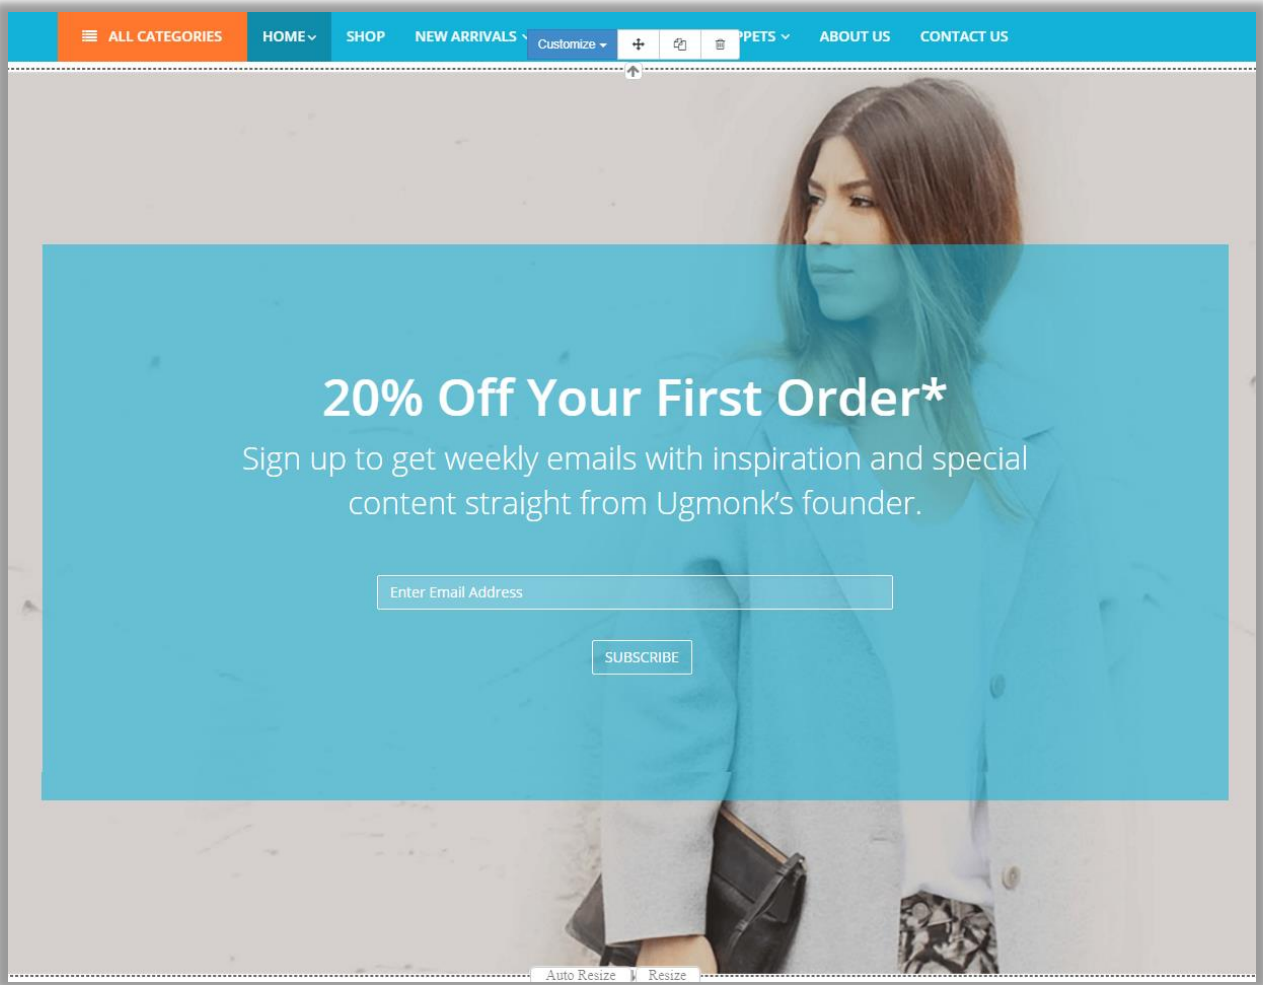 ALL CATEGORIES HOME SHOP NEW ARRIVALS PPETS ABOUT US CONTACT US
Customize
20% Off Your First Order*
Sign up to get weekly emails with inspiration and special
content straight from Ugmonk’s founder.
Enter Email Address
SUBSCRIBE
Auto Resize Resize